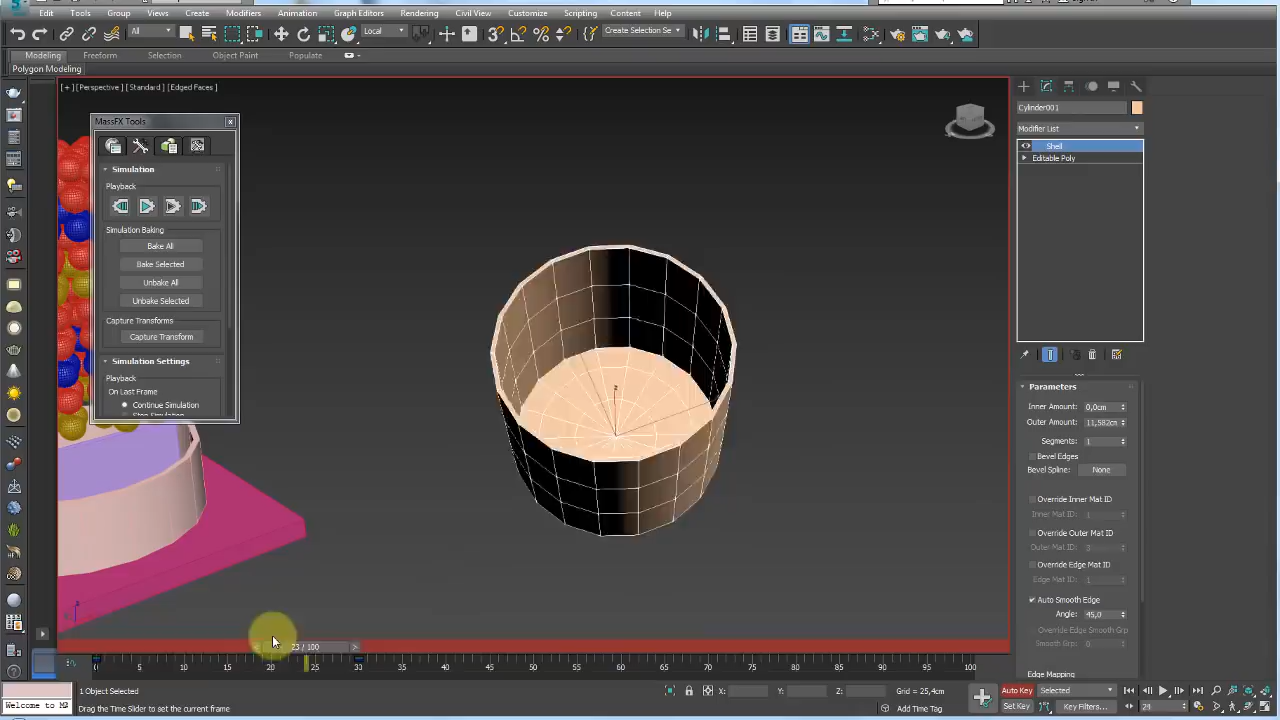 Edit Tools Group Views Create Modifiers Animation Graph Editors Rendering Civil View Customize Scripting Content Help
All Local Create Selection Se
Modeling Freeform Selection Object Paint Populate
Polygon Modeling
[+][Perspective][Standard][Edged Faces]
MassFX Tools
Simulation
Playback
Simulation Baking
Bake All
Bake Selected
Unbake All
Unbake Selected
Capture Transforms
Capture Transform
Simulation Settings
Playback
On Last Frame
Continue Simulation
Cylinder001
Modifier List
Shell
Editable Poly
Parameters
Inner Amount: 0,0cm
Outer Amount: 11,582cm
Segments: 1
Bevel Edges
Bevel Spline: None
Override Inner Mat ID
Inner Mat ID: 1
Override Outer Mat ID
Outer Mat ID: 3
Override Edge Mat ID
Edge Mat ID: 1
Auto Smooth Edge
Angle: 45,0
Override Edge Smooth Grp
Smooth Grp: 0
Edge Mapping
z
23 / 100
5 10 15 20 25 30 35 40 45 50 55 60 65 70 75 80 85 90 95 100
1 Object Selected
X: Y: Z: Grid = 25,4cm
Auto Key Selected
Welcome to M
Drag the Time Slider to set the current frame
Add Time Tag
Set Key Key Filters... 24